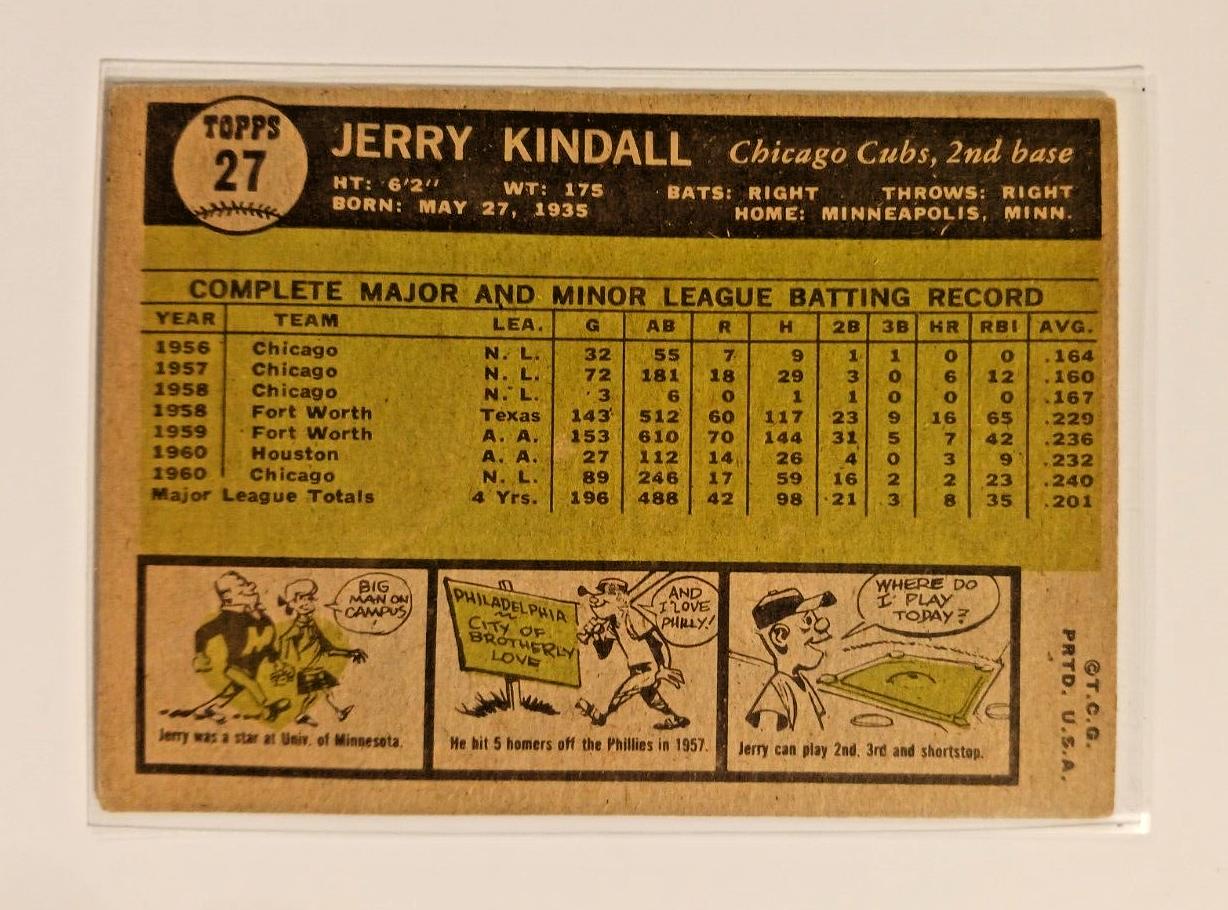 TOPPS
27
JERRY KINDALL Chicago Cubs, 2nd base
HT: 6'2" WT: 175 BATS: RIGHT THROWS: RIGHT
BORN: MAY 27, 1935 HOME: MINNEAPOLIS, MINN.
COMPLETE MAJOR AND MINOR LEAGUE BATTING RECORD
YEAR TEAM LEA. G AB R H 2B 3B HR RBI AVG.
1956 Chicago N. L. 32 55 7 9 1 1 0 0 .164
1957 Chicago N. L. 72 181 18 29 3 0 6 12 .160
1958 Chicago N. L. 3 6 0 1 1 0 0 0 .167
1958 Fort Worth Texas 143 512 60 117 23 9 16 65 .229
1959 Fort Worth A. A. 153 610 70 144 31 5 7 42 .236
1960 Houston A. A. 27 112 14 26 4 0 3 9 .232
1960 Chicago N. L. 89 246 17 59 16 2 2 23 .240
Major League Totals 4 Yrs. 196 488 42 98 21 3 8 35 .201
BIG
MAN ON
CAMPUS
!
M
Jerry was a star at Univ. of Minnesota.
PHILADELPHIA
~
CITY OF
BROTHERLY
LOVE
AND
I LOVE
PHILLY!
He hit 5 homers off the Phillies in 1957.
WHERE DO
I PLAY
TODAY?
Jerry can play 2nd, 3rd and shortstop.
©T.C.G.
PRTD. U.S.A.